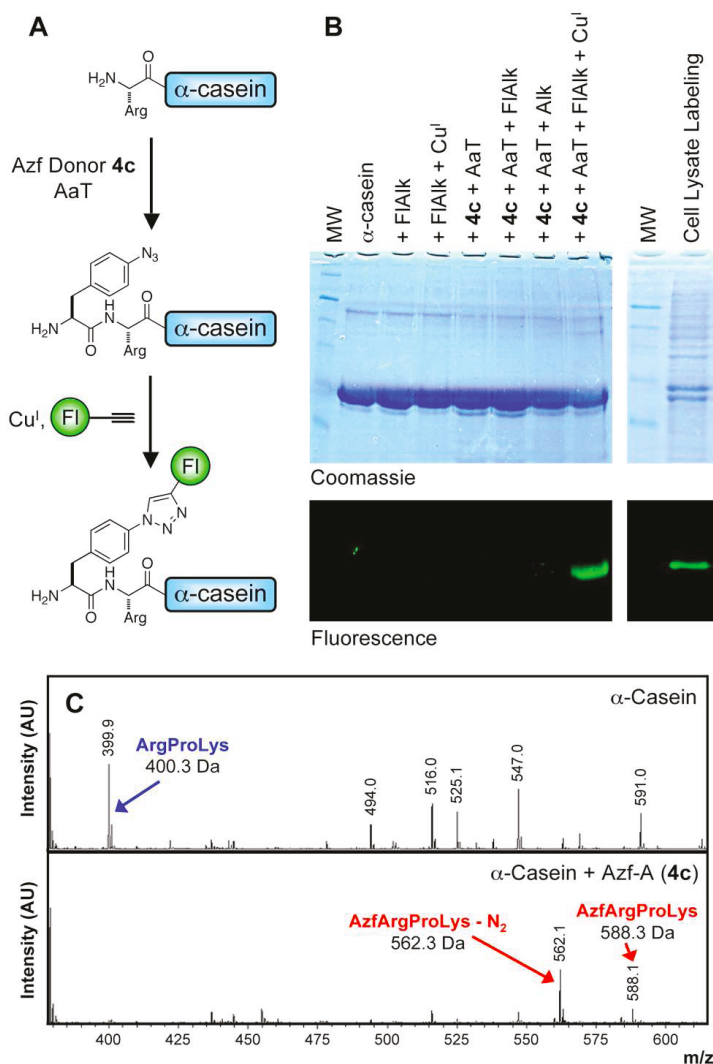 A
H₂N
O
Arg
α-casein
Azf Donor 4c
AaT
N₃
H₂N
O
H
N
O
Arg
α-casein
Cuᴵ,
Fl
Fl
N
N
N
H₂N
O
H
N
O
Arg
α-casein
B
MW
α-casein
+ FlAlk
+ FlAlk + Cuᴵ
+ 4c + AaT
+ 4c + AaT + FlAlk
+ 4c + AaT + Alk
+ 4c + AaT + FlAlk + Cuᴵ
MW
Cell Lysate Labeling
Coomassie
Fluorescence
C
Intensity (AU)
α-Casein
399.9
ArgProLys
400.3 Da
494.0
516.0
525.1
547.0
591.0
Intensity (AU)
α-Casein + Azf-A (4c)
AzfArgProLys - N₂
562.3 Da
562.1
AzfArgProLys
588.3 Da
588.1
400 425 450 475 500 525 550 575 600
m/z